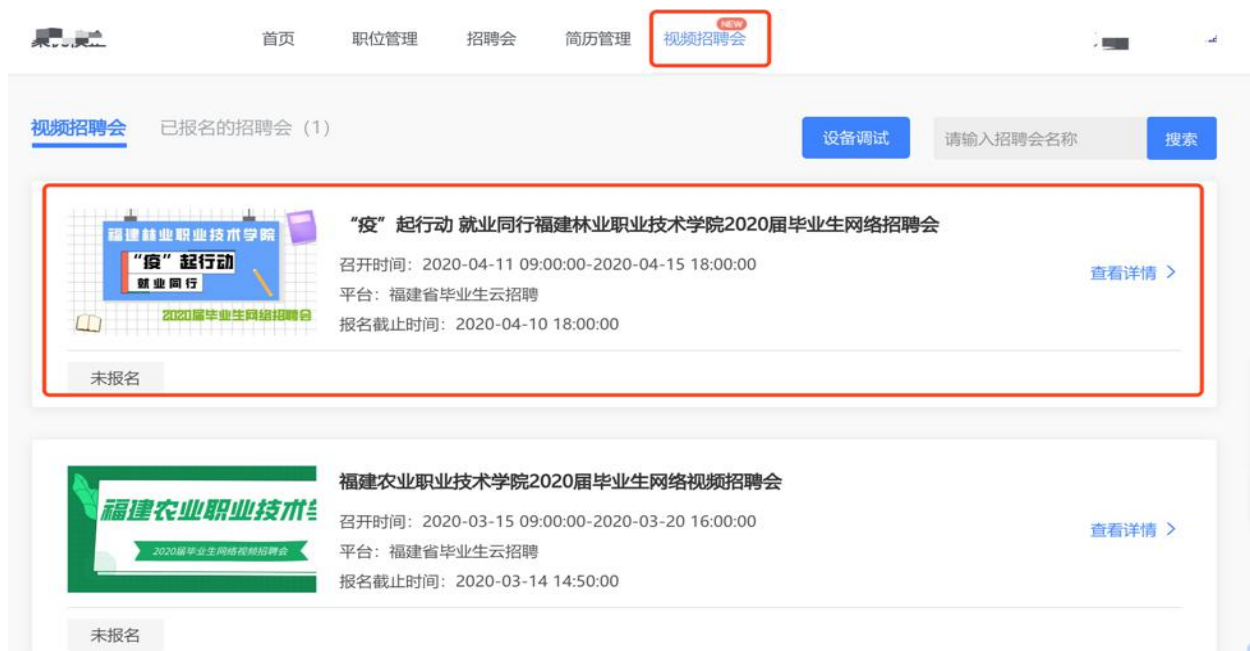 首页 职位管理 招聘会 简历管理 视频招聘会 NEW
视频招聘会 已报名的招聘会（1） 设备调试 请输入招聘会名称 搜索
福建林业职业技术学院
“疫”起行动
就业同行
2020届毕业生网络招聘会
“疫”起行动 就业同行福建林业职业技术学院2020届毕业生网络招聘会
召开时间：2020-04-11 09:00:00-2020-04-15 18:00:00
平台：福建省毕业生云招聘
报名截止时间：2020-04-10 18:00:00
查看详情 >
未报名
福建农业职业技术学
2020届毕业生网络视频招聘会
福建农业职业技术学院2020届毕业生网络视频招聘会
召开时间：2020-03-15 09:00:00-2020-03-20 16:00:00
平台：福建省毕业生云招聘
报名截止时间：2020-03-14 14:50:00
查看详情 >
未报名